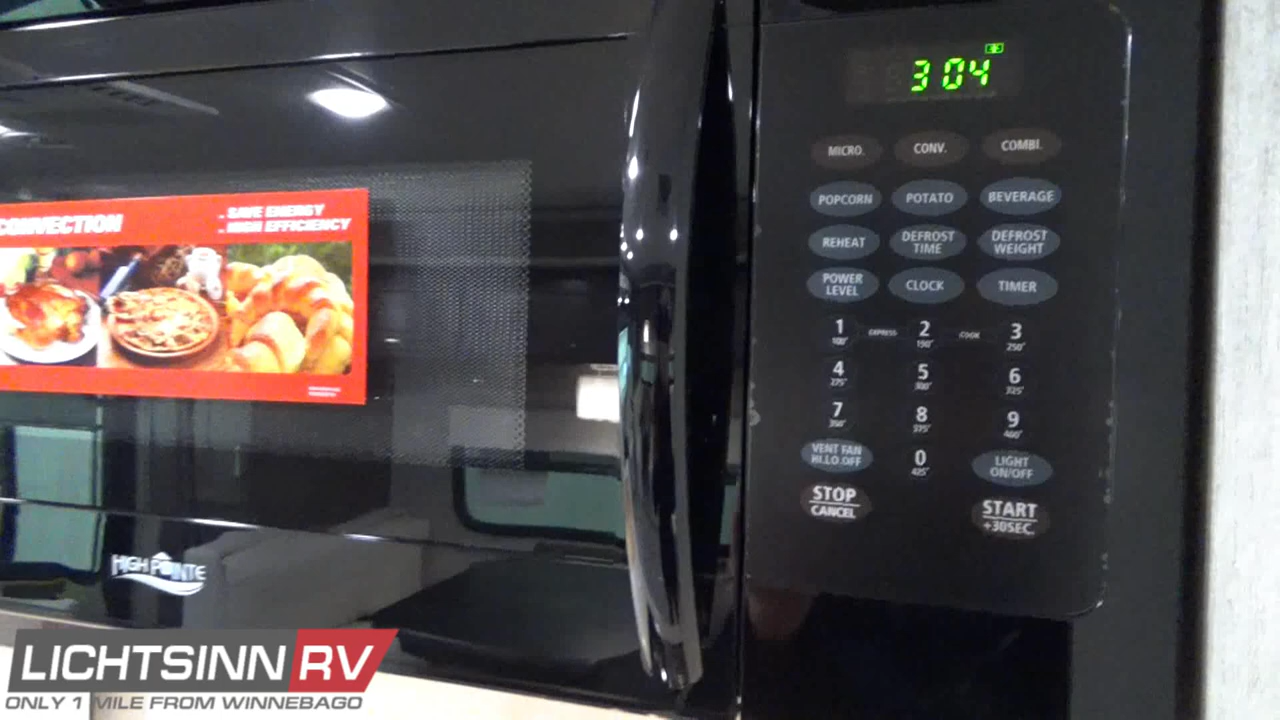 304
MICRO. CONV. COMBI.
POPCORN POTATO BEVERAGE
REHEAT DEFROST TIME DEFROST WEIGHT
POWER LEVEL CLOCK TIMER
1 EXPRESS 2 COOK 3
100° 150° 250°
4 5 6
275° 300° 325°
7 8 9
350° 375° 400°
VENT FAN HI.LO.OFF 0 LIGHT ON/OFF
425°
STOP CANCEL START +30SEC.
CONVECTION
. SAVE ENERGY
. HIGH EFFICIENCY
HIGH POINTE
LICHTSINN RV
ONLY 1 MILE FROM WINNEBAGO